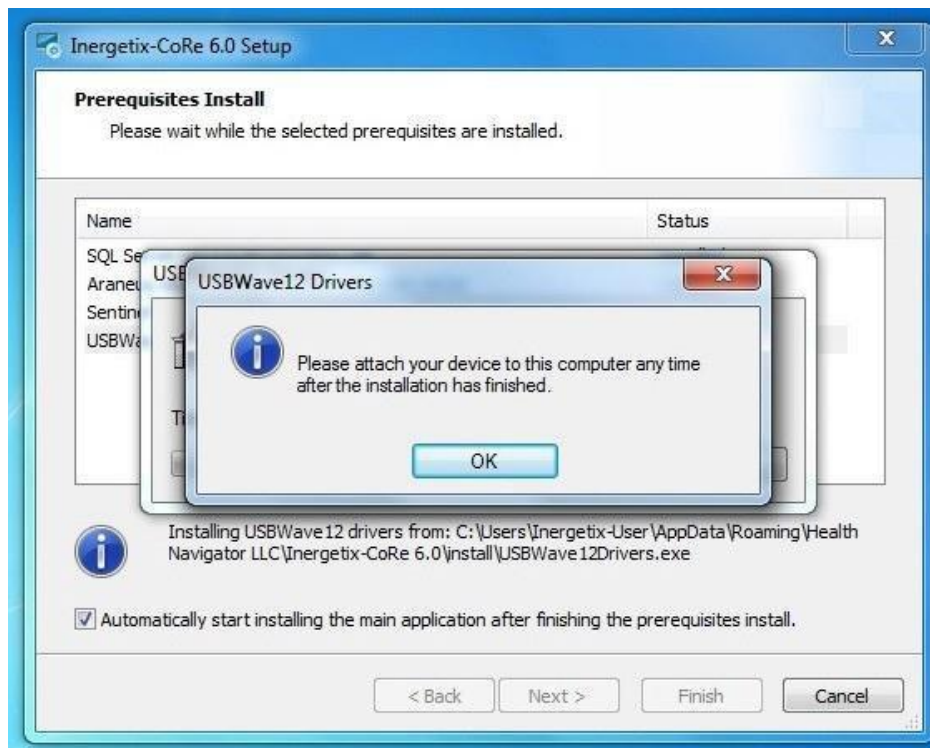 Inergetix-CoRe 6.0 Setup
Prerequisites Install
Please wait while the selected prerequisites are installed.
Name Status
SQL Se
USB
Araneu
USBWave12 Drivers
Sentin
USBWa
Please attach your device to this computer any time
after the installation has finished.
OK
Installing USBWave12 drivers from: C:\Users\Inergetix-User\AppData\Roaming\Health
Navigator LLC\Inergetix-CoRe 6.0\install\USBWave12Drivers.exe
Automatically start installing the main application after finishing the prerequisites install.
< Back Next > Finish Cancel